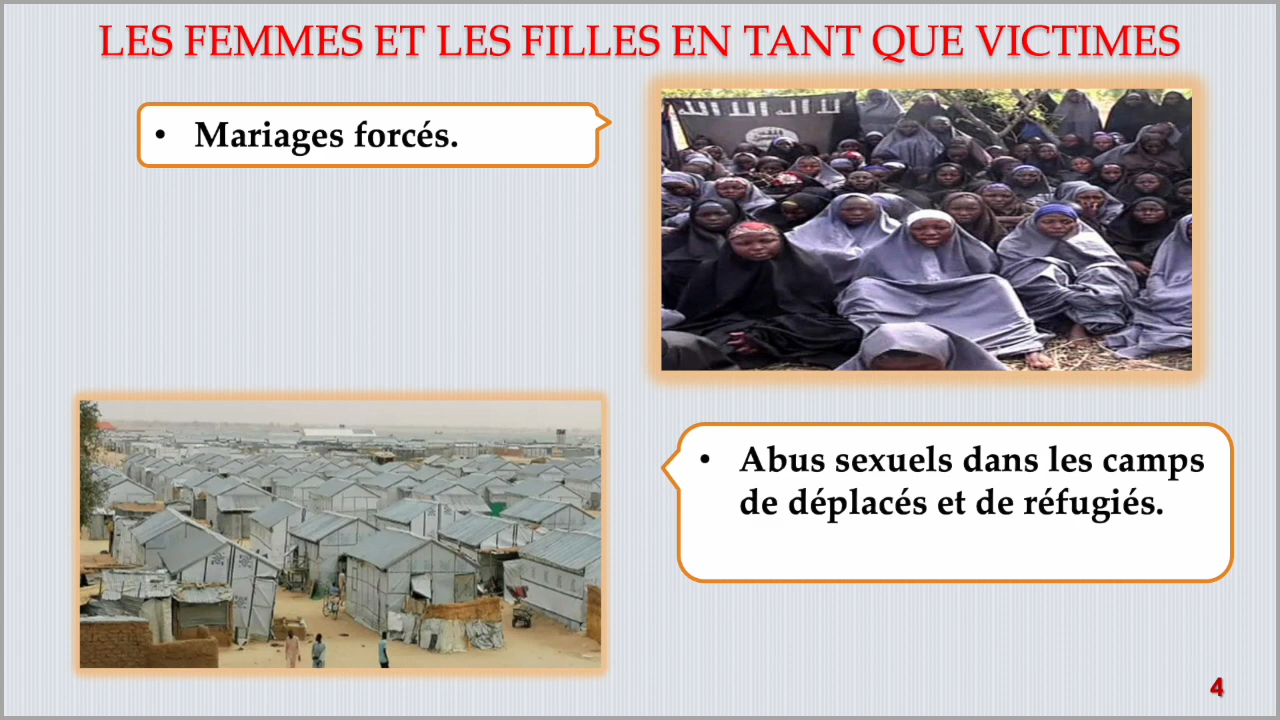 LES FEMMES ET LES FILLES EN TANT QUE VICTIMES
• Mariages forcés.
• Abus sexuels dans les camps
de déplacés et de réfugiés.
4